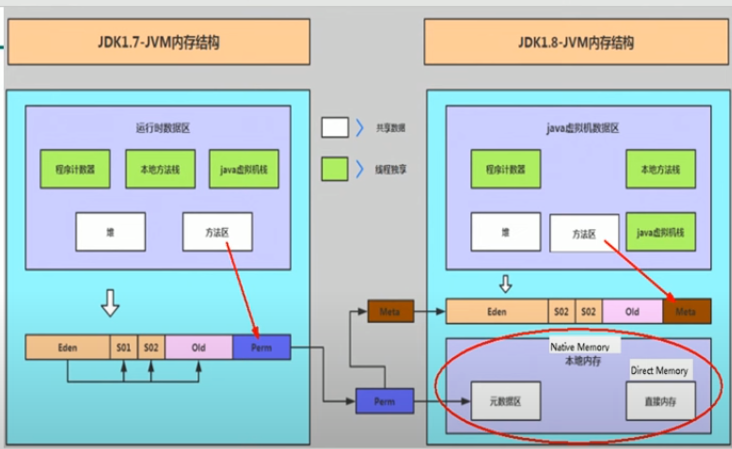 JDK1.7-JVM内存结构
JDK1.8-JVM内存结构
运行时数据区
程序计数器
本地方法栈
java虚拟机栈
堆
方法区
共享数据
线程独享
java虚拟机数据区
程序计数器
本地方法栈
堆
方法区
java虚拟机栈
Eden
S01
S02
Old
Perm
Meta
Perm
Eden
S02
S02
Old
Meta
Native Memory
本地内存
Direct Memory
元数据区
直接内存